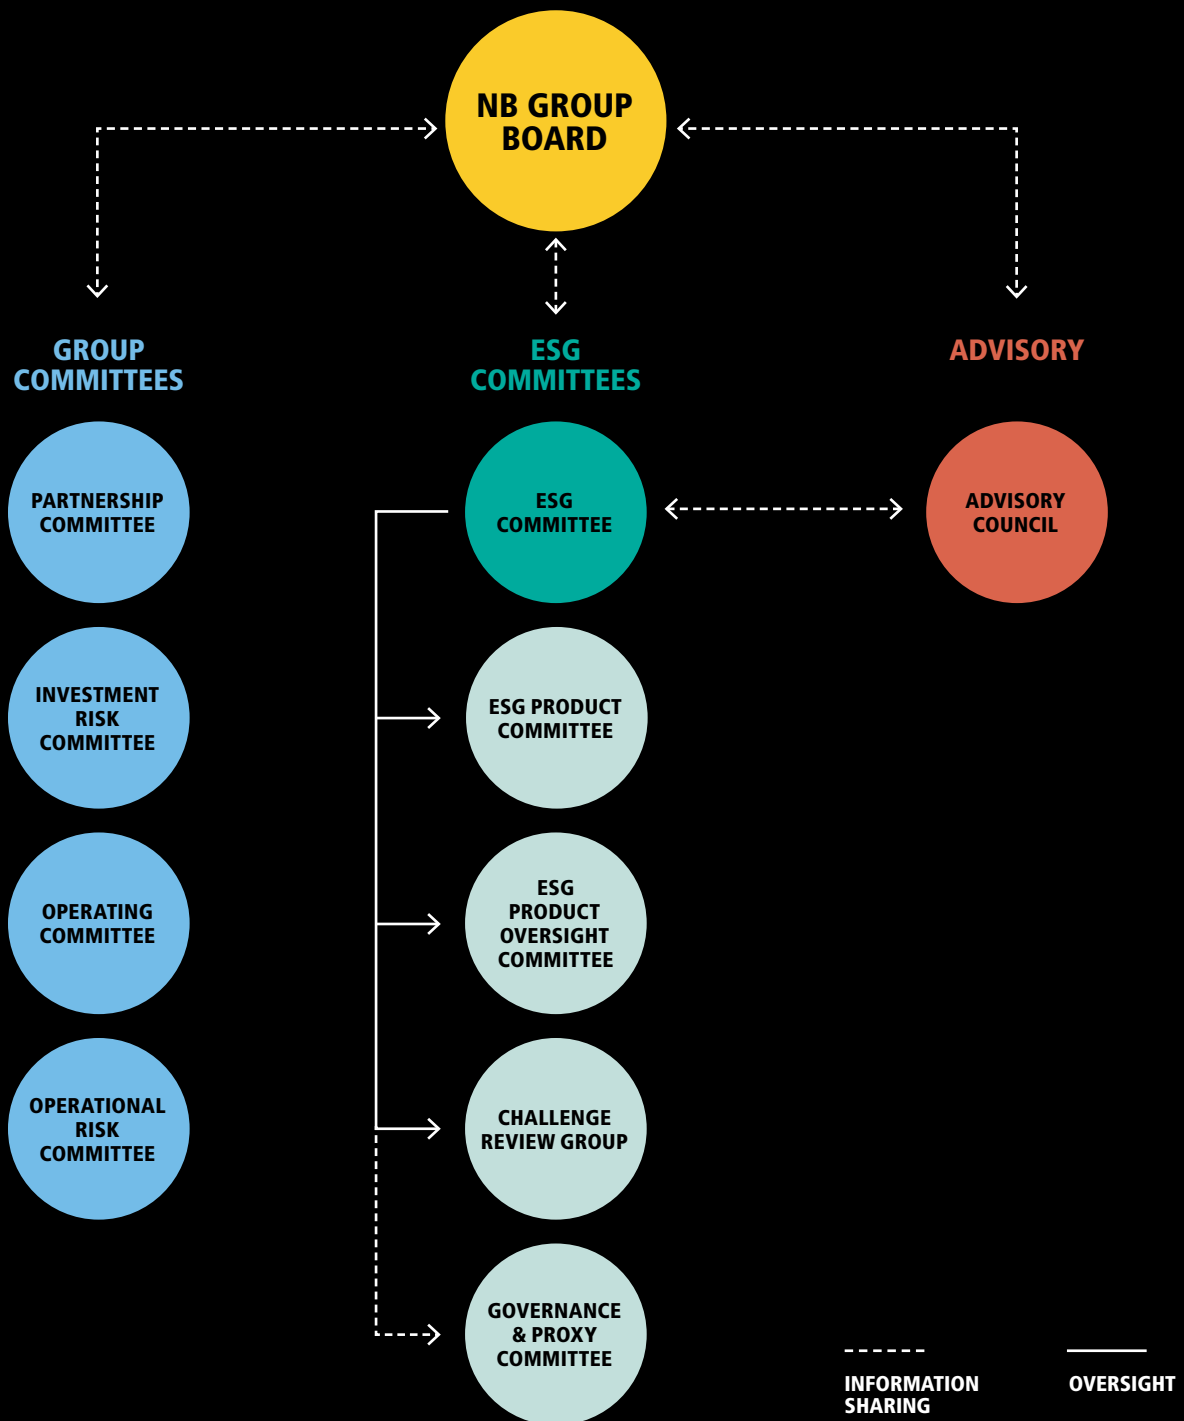 NB GROUP
BOARD
GROUP
COMMITTEES
PARTNERSHIP
COMMITTEE
INVESTMENT
RISK
COMMITTEE
OPERATING
COMMITTEE
OPERATIONAL
RISK
COMMITTEE
ESG
COMMITTEES
ESG
COMMITTEE
ESG PRODUCT
COMMITTEE
ESG
PRODUCT
OVERSIGHT
COMMITTEE
CHALLENGE
REVIEW GROUP
GOVERNANCE
& PROXY
COMMITTEE
ADVISORY
ADVISORY
COUNCIL
INFORMATION
SHARING
OVERSIGHT